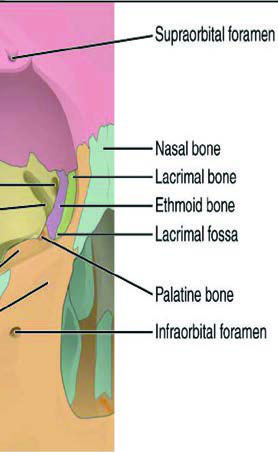 Supraorbital foramen
Nasal bone
Lacrimal bone
Ethmoid bone
Lacrimal fossa
Palatine bone
Infraorbital foramen